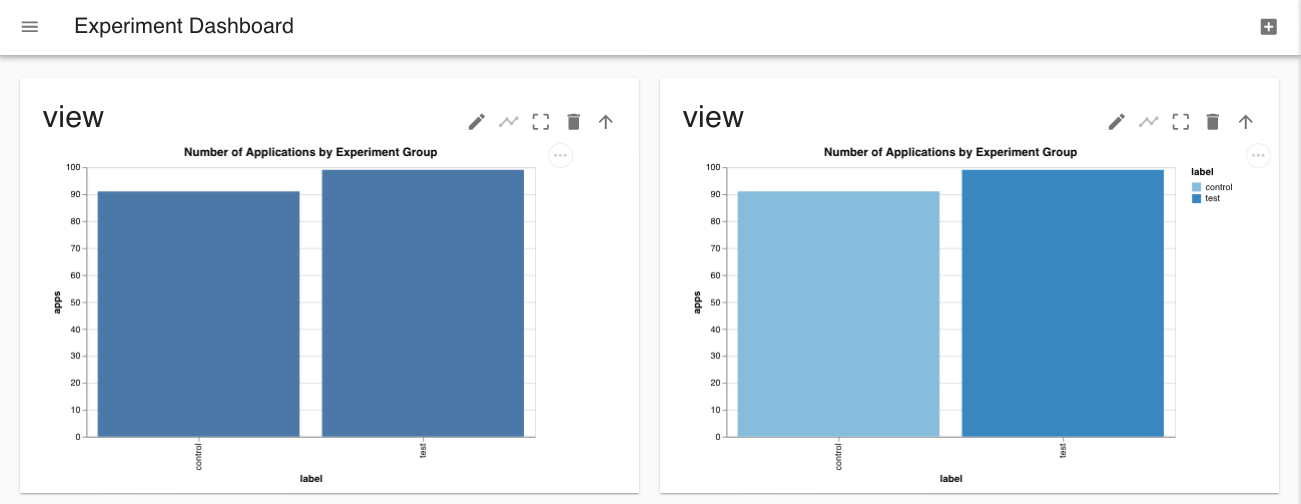 Experiment Dashboard
view
Number of Applications by Experiment Group
100
90
80
70
60
50
40
30
20
10
0
apps
control
test
label
view
Number of Applications by Experiment Group
100
90
80
70
60
50
40
30
20
10
0
apps
control
test
label
label
control
test